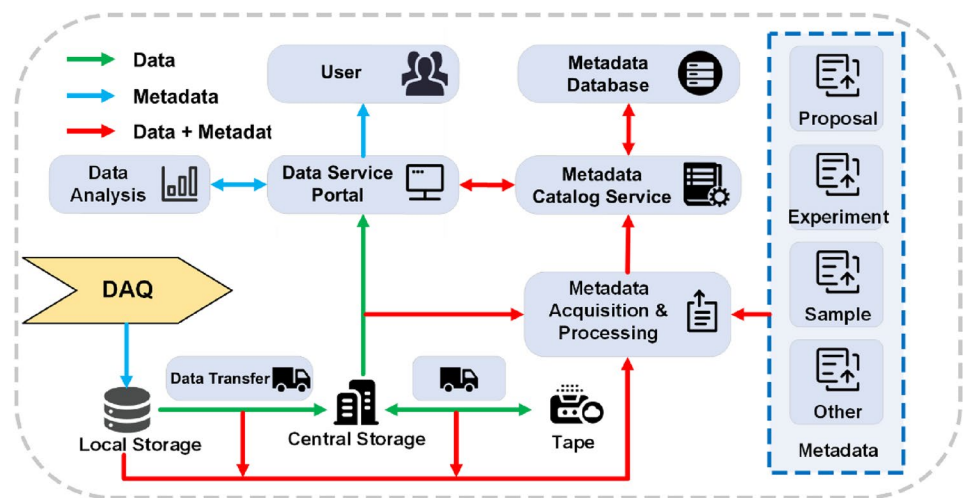 Data
Metadata
Data + Metadat
User
Metadata
Database
Data
Analysis
Data Service
Portal
Metadata
Catalog Service
DAQ
Metadata
Acquisition &
Processing
Data Transfer
Local Storage
Central Storage
Tape
Proposal
Experiment
Sample
Other
Metadata